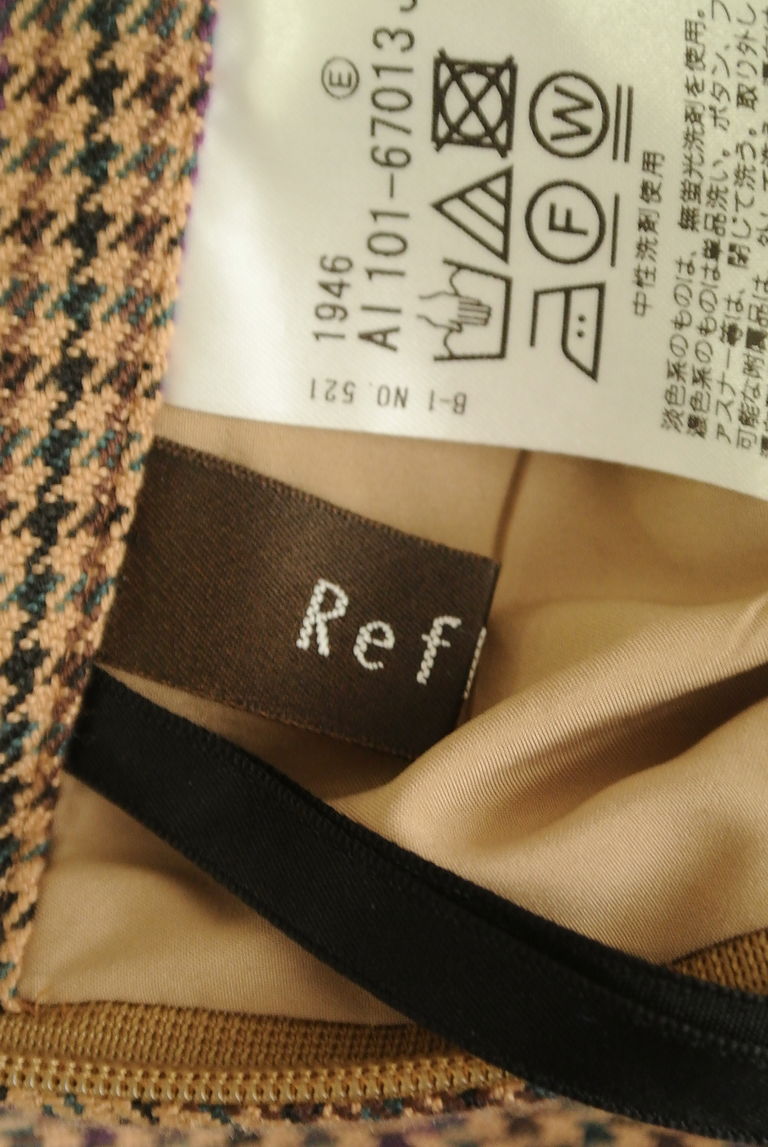 E
1946
AI101-67013
W
F
中性洗剤使用
淡色系のものは、無蛍光洗剤を使用。
濃色系のものは単品洗い。ボタン、フ
ァスナー等は、閉じて洗う。取り外し
可能な附属品は、
B-1 NO. 521
Ref